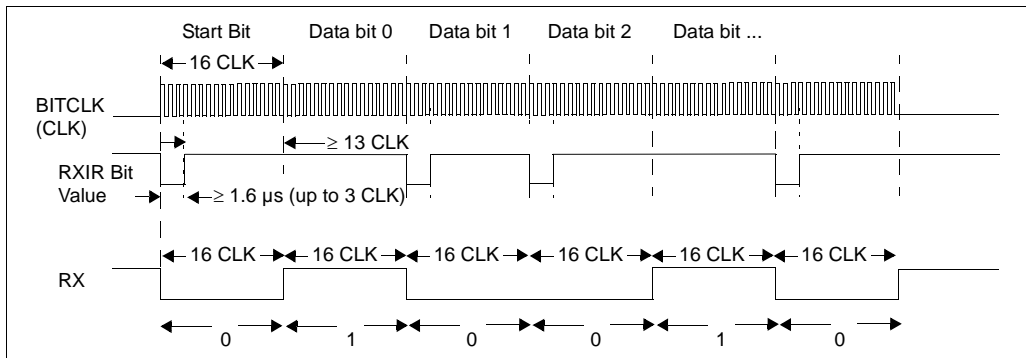 Start Bit Data bit 0 Data bit 1 Data bit 2 Data bit ...
16 CLK
BITCLK
(CLK)
≥ 13 CLK
RXIR Bit
Value
≥ 1.6 µs (up to 3 CLK)
16 CLK 16 CLK 16 CLK 16 CLK 16 CLK 16 CLK
RX
0 1 0 0 1 0